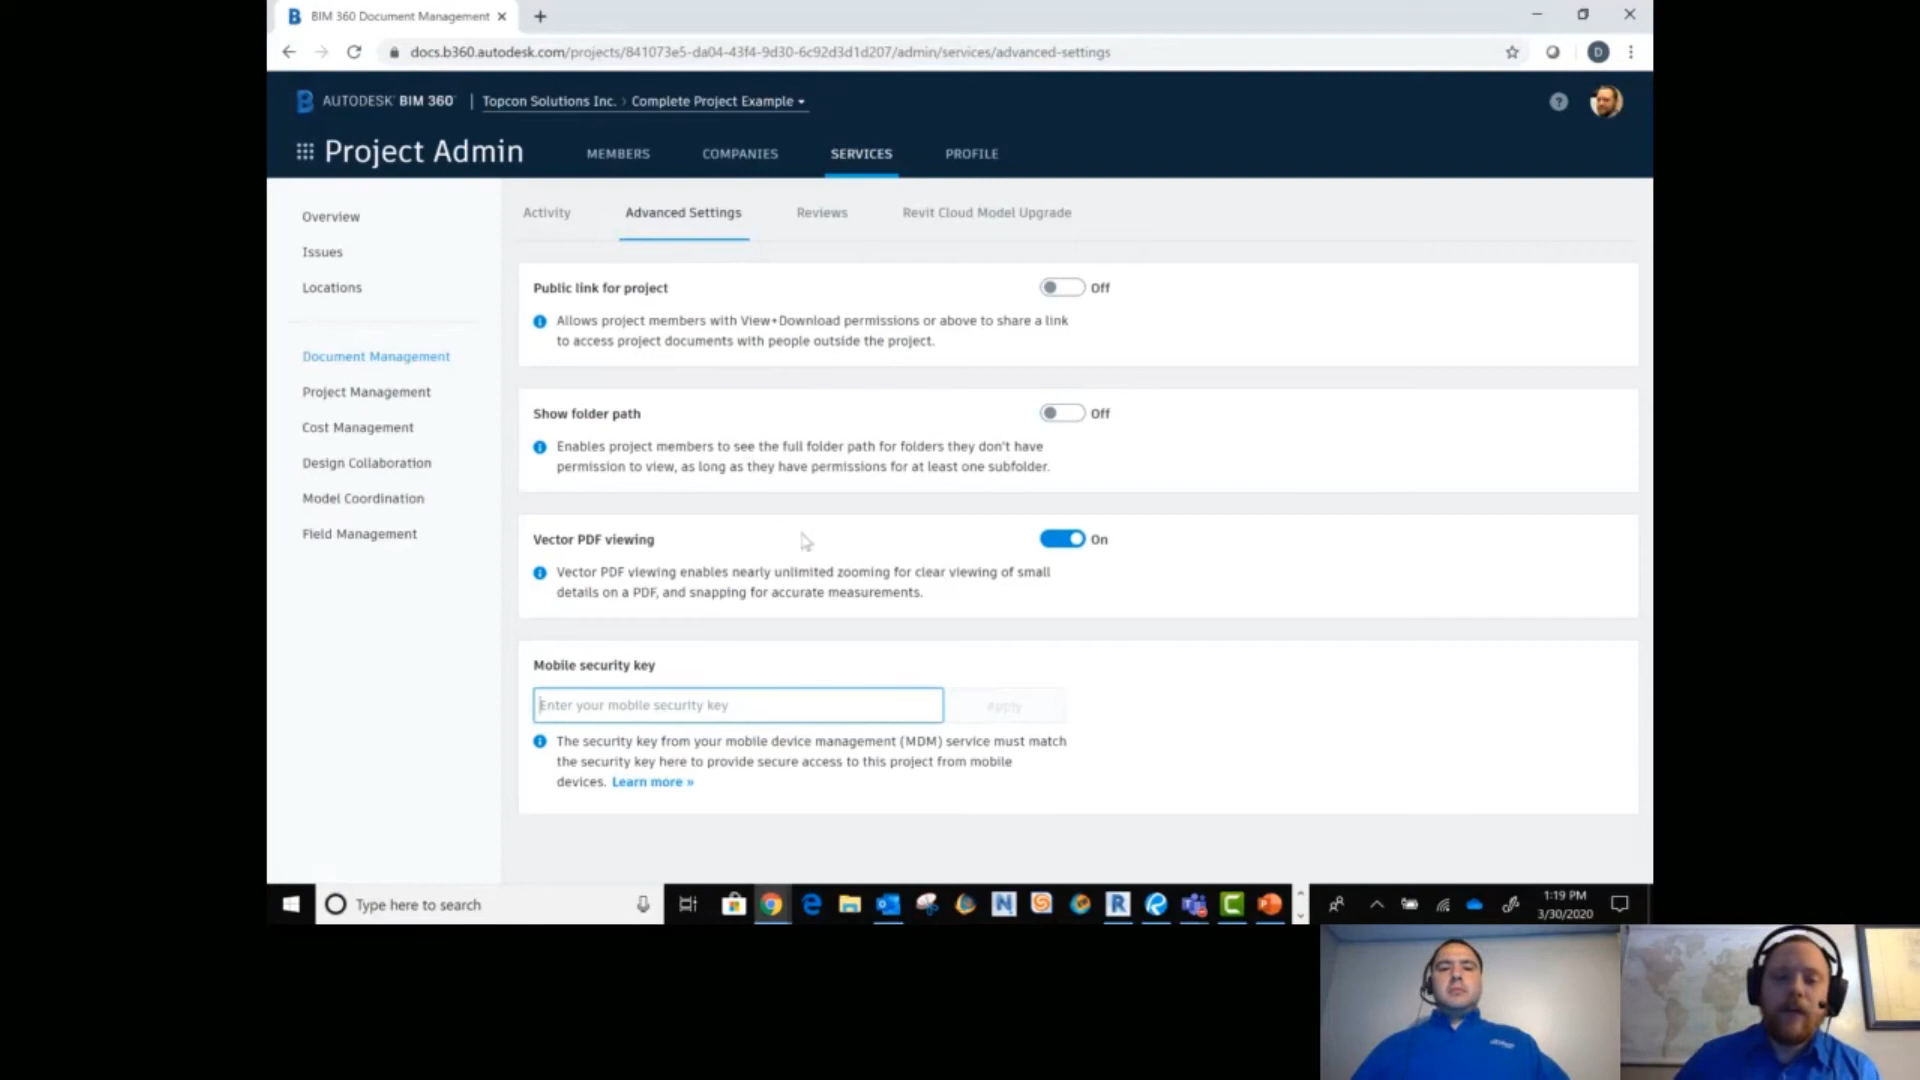 BIM 360 Document Management
docs.b360.autodesk.com/projects/841073e5-da04-43f4-9d30-6c92d3d1d207/admin/services/advanced-settings
D
AUTODESK BIM 360 | Topcon Solutions Inc. › Complete Project Example
Project Admin
MEMBERS COMPANIES SERVICES PROFILE
Overview
Issues
Locations
Document Management
Project Management
Cost Management
Design Collaboration
Model Coordination
Field Management
Activity Advanced Settings Reviews Revit Cloud Model Upgrade
Public link for project Off
Allows project members with View+Download permissions or above to share a link
to access project documents with people outside the project.
Show folder path Off
Enables project members to see the full folder path for folders they don't have
permission to view, as long as they have permissions for at least one subfolder.
Vector PDF viewing On
Vector PDF viewing enables nearly unlimited zooming for clear viewing of small
details on a PDF, and snapping for accurate measurements.
Mobile security key
Enter your mobile security key Apply
The security key from your mobile device management (MDM) service must match
the security key here to provide secure access to this project from mobile
devices. Learn more »
Type here to search
1:19 PM
3/30/2020